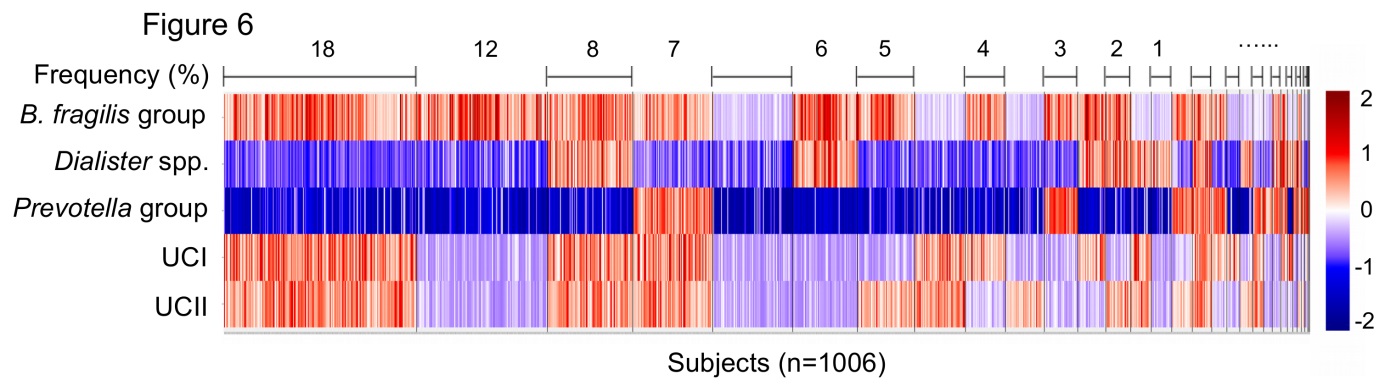 Figure 6
18 12 8 7 6 5 4 3 2 1 ······
Frequency (%)
B. fragilis group
Dialister spp.
Prevotella group
UCI
UCII
2
1
0
-1
-2
Subjects (n=1006)